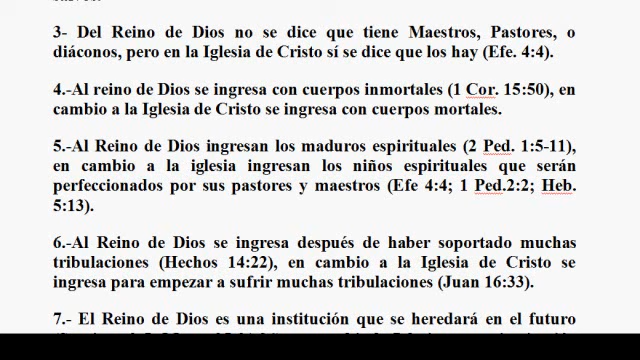 3- Del Reino de Dios no se dice que tiene Maestros, Pastores, o
diáconos, pero en la Iglesia de Cristo sí se dice que los hay (Efe. 4:4).
4.-Al reino de Dios se ingresa con cuerpos inmortales (1 Cor. 15:50), en
cambio a la Iglesia de Cristo se ingresa con cuerpos mortales.
5.-Al Reino de Dios ingresan los maduros espirituales (2 Ped. 1:5-11),
en cambio a la iglesia ingresan los niños espirituales que serán
perfeccionados por sus pastores y maestros (Efe 4:4; 1 Ped.2:2; Heb.
5:13).
6.-Al Reino de Dios se ingresa después de haber soportado muchas
tribulaciones (Hechos 14:22), en cambio a la Iglesia de Cristo se
ingresa para empezar a sufrir muchas tribulaciones (Juan 16:33).
7.- El Reino de Dios es una institución que se heredará en el futuro